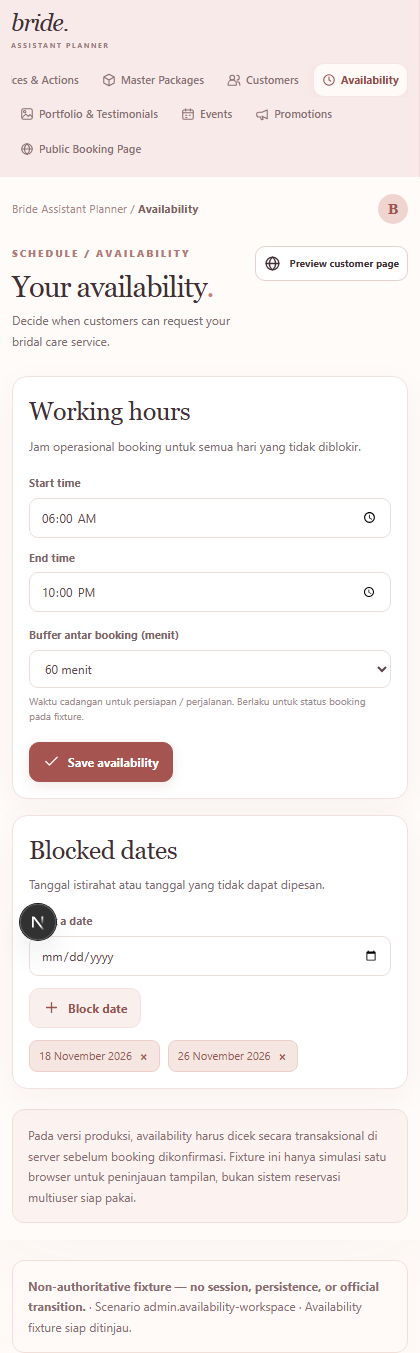 bride.
ASSISTANT PLANNER
ces & Actions
Master Packages
Customers
Availability
Portfolio & Testimonials
Events
Promotions
Public Booking Page
Bride Assistant Planner / Availability
B
SCHEDULE / AVAILABILITY
Preview customer page
Your availability.
Decide when customers can request your
bridal care service.
Working hours
Jam operasional booking untuk semua hari yang tidak diblokir.
Start time
06:00 AM
End time
10:00 PM
Buffer antar booking (menit)
60 menit
Waktu cadangan untuk persiapan / perjalanan. Berlaku untuk status booking
pada fixture.
Save availability
Blocked dates
Tanggal istirahat atau tanggal yang tidak dapat dipesan.
N
a date
mm/dd/yyyy
+ Block date
18 November 2026 ×
26 November 2026 ×
Pada versi produksi, availability harus dicek secara transaksional di
server sebelum booking dikonfirmasi. Fixture ini hanya simulasi satu
browser untuk peninjauan tampilan, bukan sistem reservasi
multiuser siap pakai.
Non-authoritative fixture — no session, persistence, or official
transition. · Scenario admin.availability-workspace · Availability
fixture siap ditinjau.